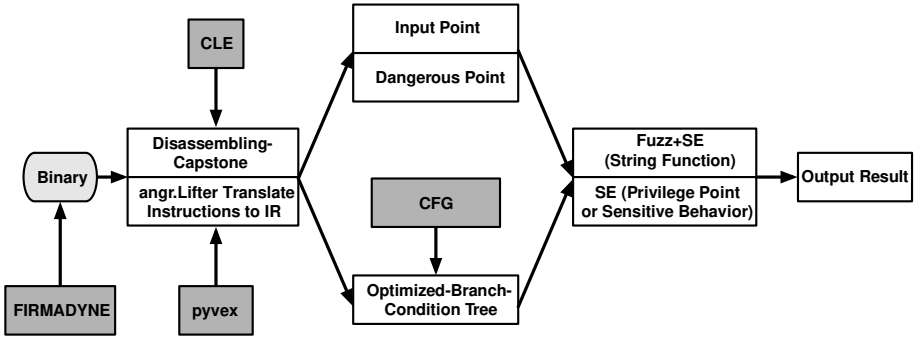 CLE
Input Point
Dangerous Point
Disassembling-
Capstone
angr.Lifter Translate
Instructions to IR
Binary
FIRMADYNE
pyvex
CFG
Optimized-Branch-
Condition Tree
Fuzz+SE
(String Function)
SE (Privilege Point
or Sensitive Behavior)
Output Result